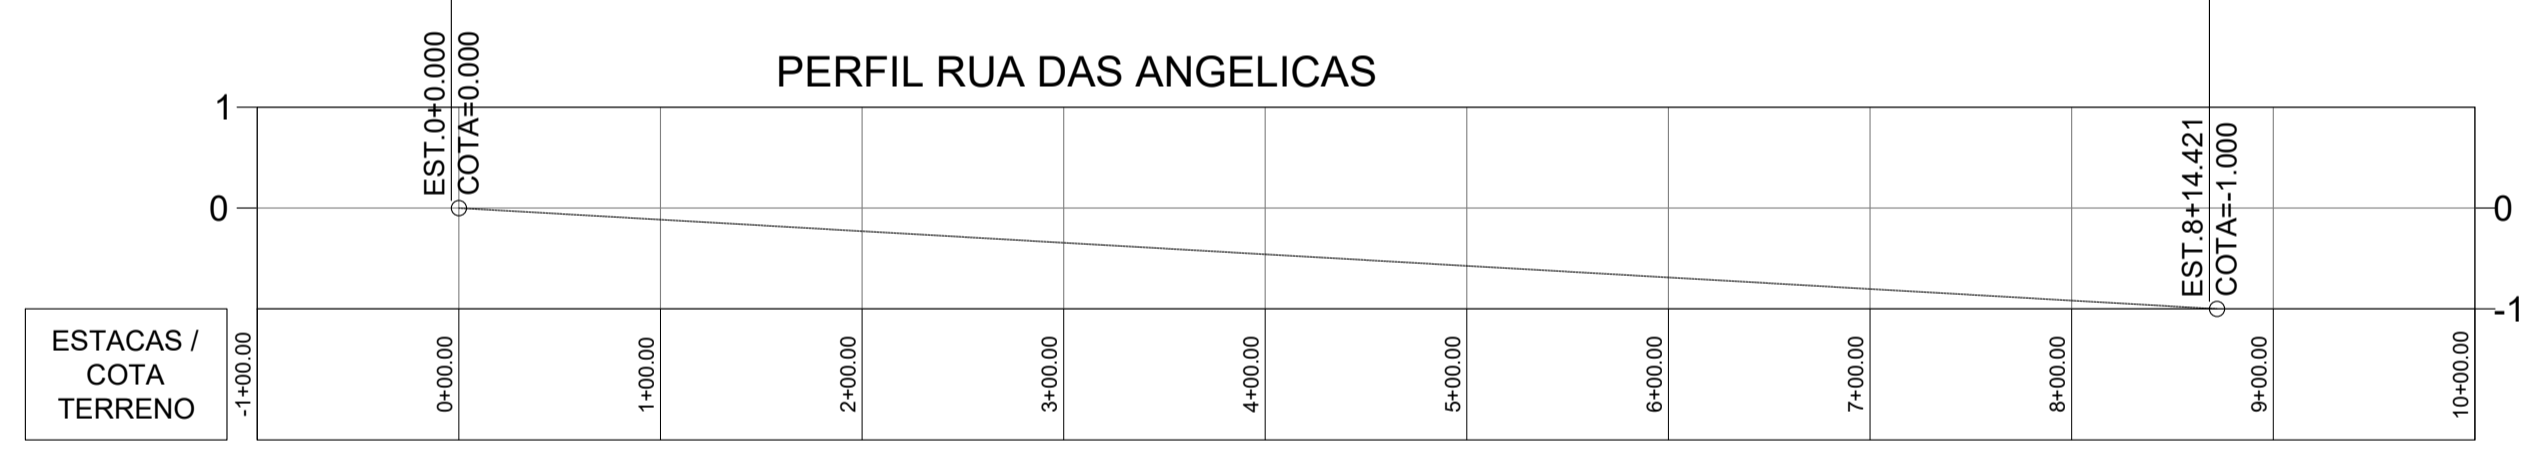 PERFIL RUA DAS ANGELICAS
EST.0+0.000
COTA=0.000
EST.8+14.421
COTA=-1.000
1
0
0
-1
ESTACAS /
COTA
TERRENO
-1+00.00
0+00.00
1+00.00
2+00.00
3+00.00
4+00.00
5+00.00
6+00.00
7+00.00
8+00.00
9+00.00
10+00.00